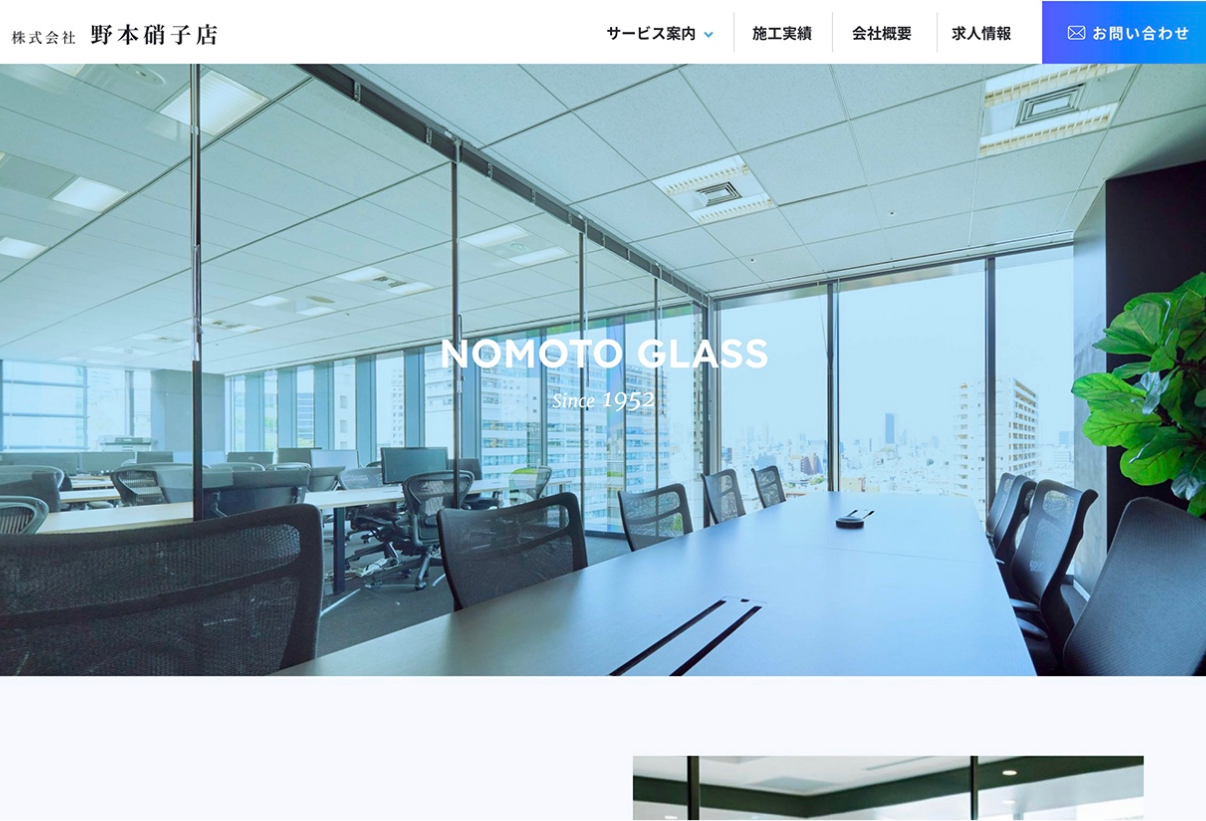 株式会社 野本硝子店
サービス案内
施工実績
会社概要
求人情報
お問い合わせ
NOMOTO GLASS
Since 1952